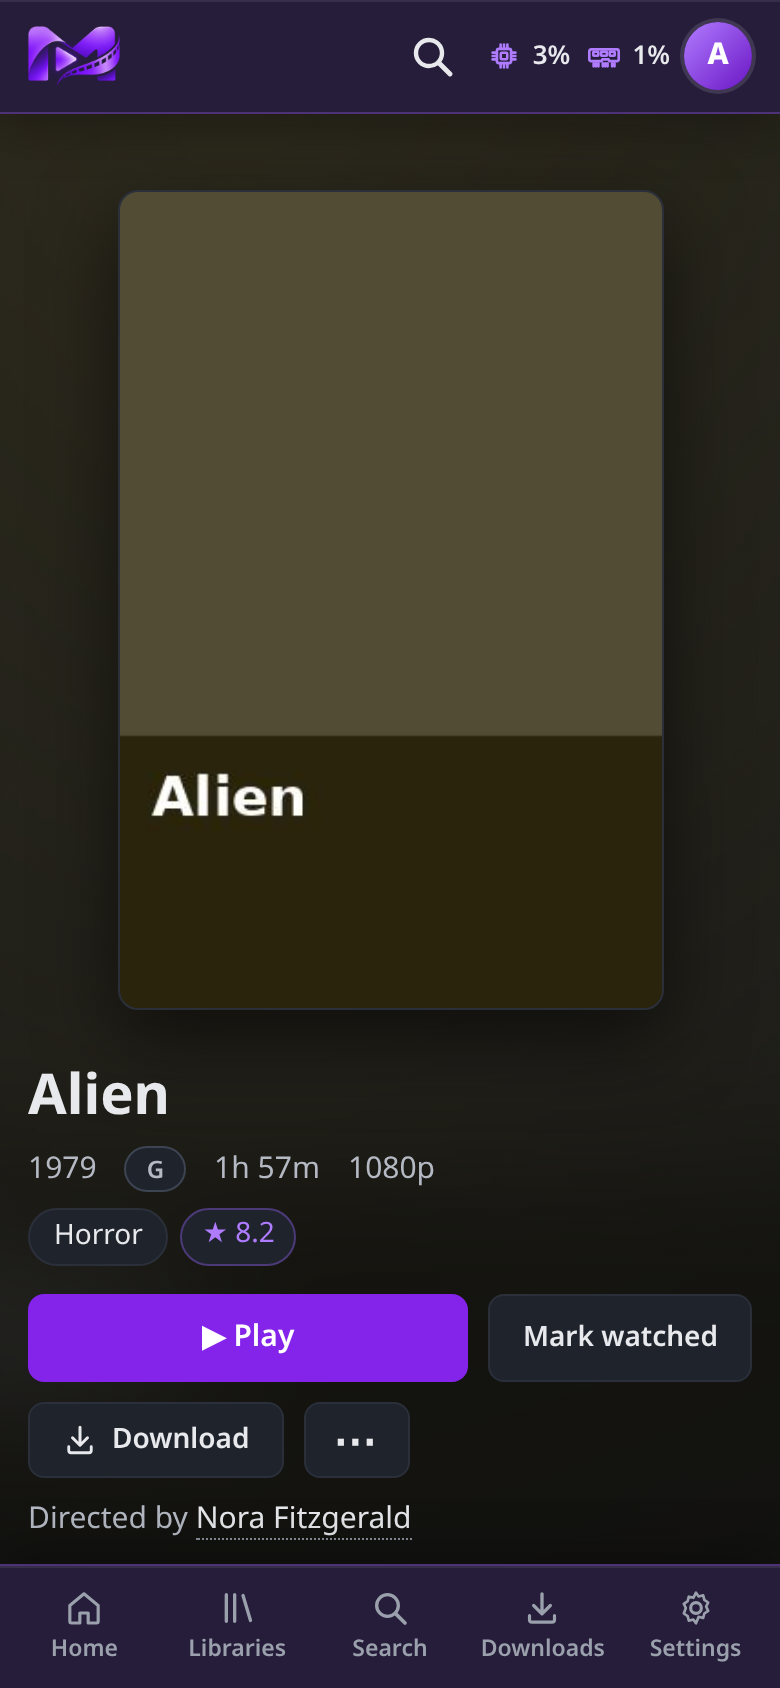 3% 1% A
Alien
Alien
1979 G 1h 57m 1080p
Horror ★ 8.2
▶ Play Mark watched
Download ...
Directed by Nora Fitzgerald
Home Libraries Search Downloads Settings